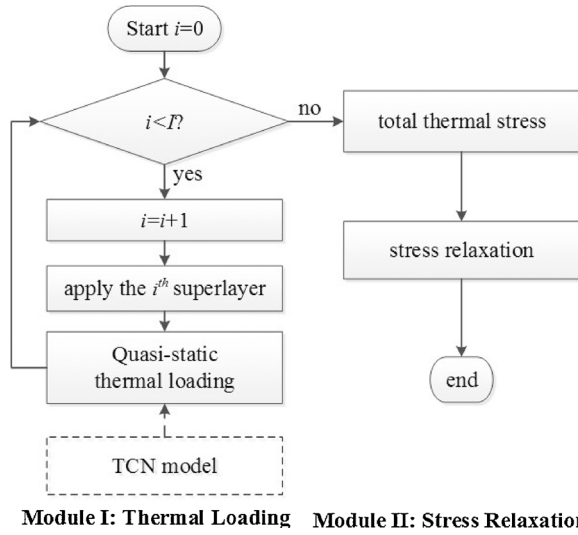 Start i=0
i<I?
no
yes
i=i+1
apply the iᵗʰ superlayer
Quasi-static
thermal loading
TCN model
Module I: Thermal Loading
total thermal stress
stress relaxation
end
Module II: Stress Relaxation